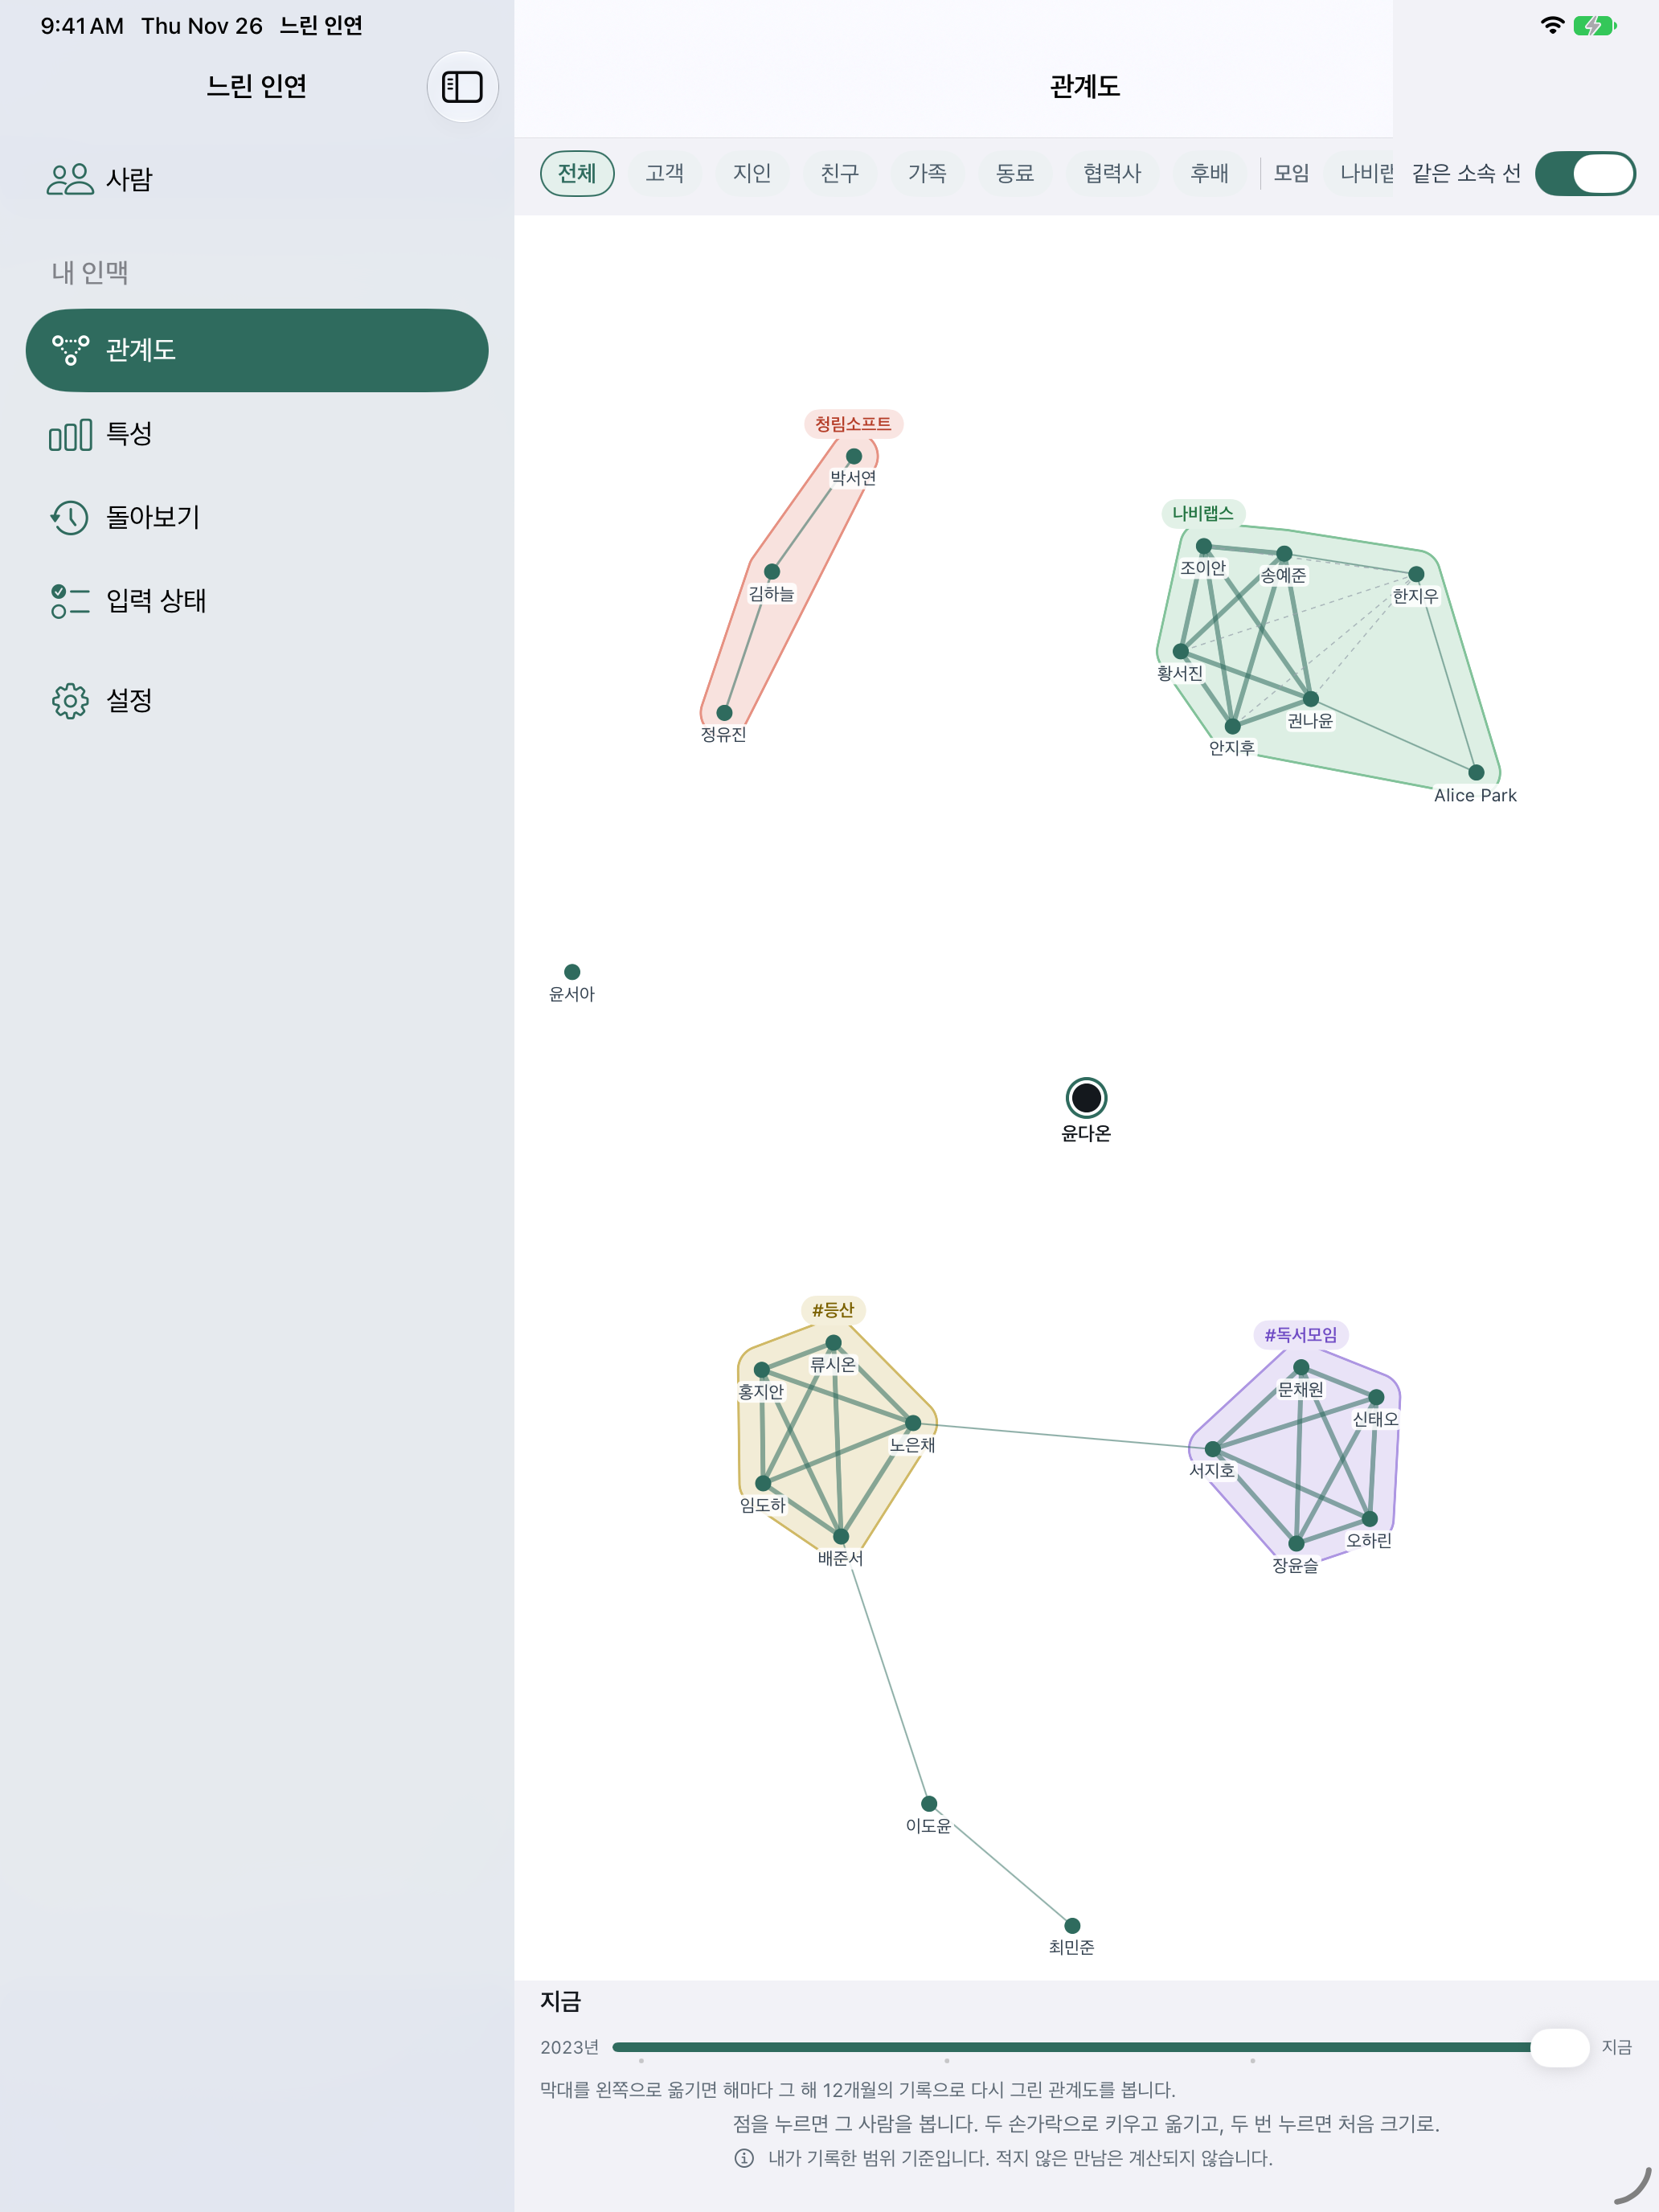 9:41 AM Thu Nov 26 느린 인연
느린 인연
사람
내 인맥
관계도
특성
돌아보기
입력 상태
설정
관계도
전체 고객 지인 친구 가족 동료 협력사 후배 모임 같은 소속 선
청림소프트
박서연
김하늘
정유진
나비랩스
조이안
송예준
한지우
황서진
권나윤
안지후
Alice Park
윤서아
윤다온
#등산
류시온
홍지안
노은채
임도하
배준서
#독서모임
문채원
신태오
서지호
오하린
장윤슬
이도윤
최민준
지금
2023년 지금
막대를 왼쪽으로 옮기면 해마다 그 해 12개월의 기록으로 다시 그린 관계도를 봅니다.
점을 누르면 그 사람을 봅니다. 두 손가락으로 키우고 옮기고, 두 번 누르면 처음 크기로.
내가 기록한 범위 기준입니다. 적지 않은 만남은 계산되지 않습니다.